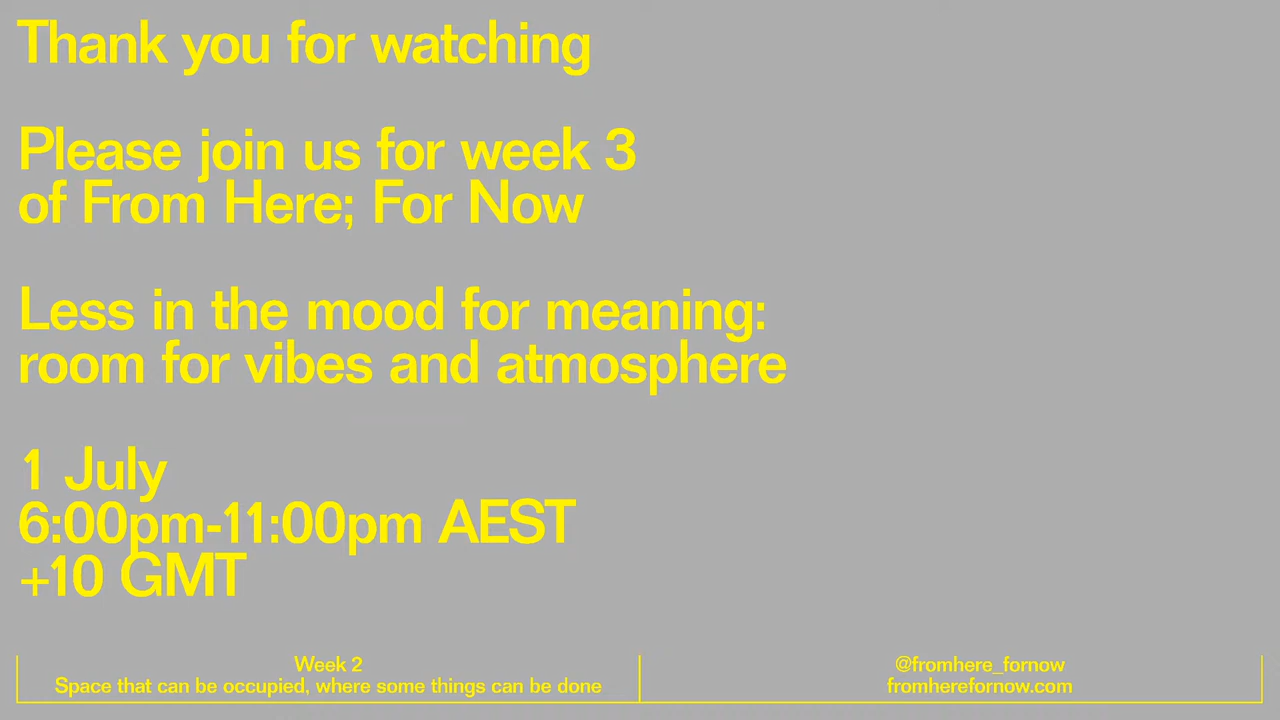 Thank you for watching
Please join us for week 3
of From Here; For Now
Less in the mood for meaning:
room for vibes and atmosphere
1 July
6:00pm-11:00pm AEST
+10 GMT
Week 2
Space that can be occupied, where some things can be done
@fromhere_fornow
fromherefornow.com